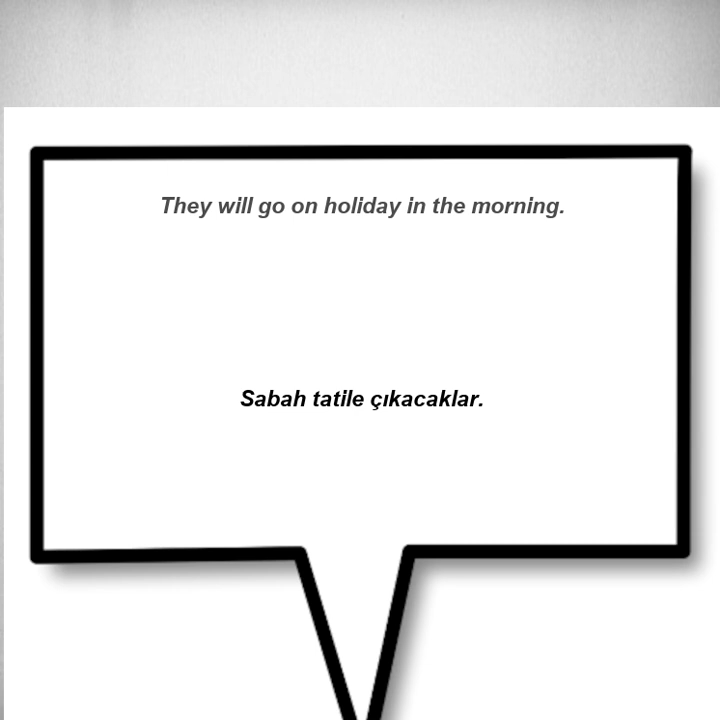 They will go on holiday in the morning.
Sabah tatile çıkacaklar.